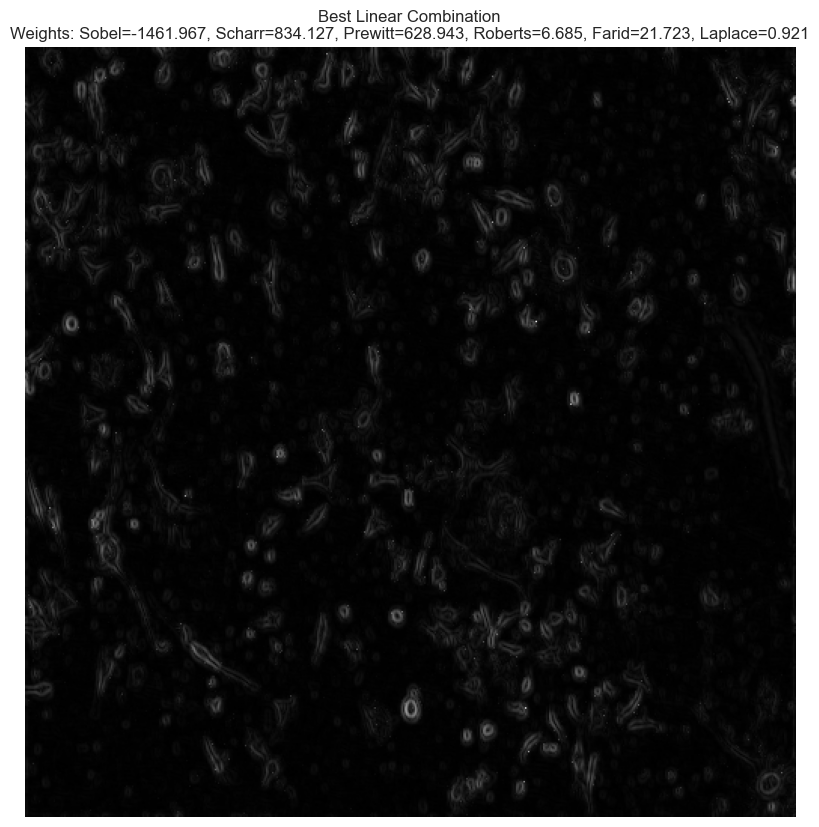 Best Linear Combination
Weights: Sobel=-1461.967, Scharr=834.127, Prewitt=628.943, Roberts=6.685, Farid=21.723, Laplace=0.921